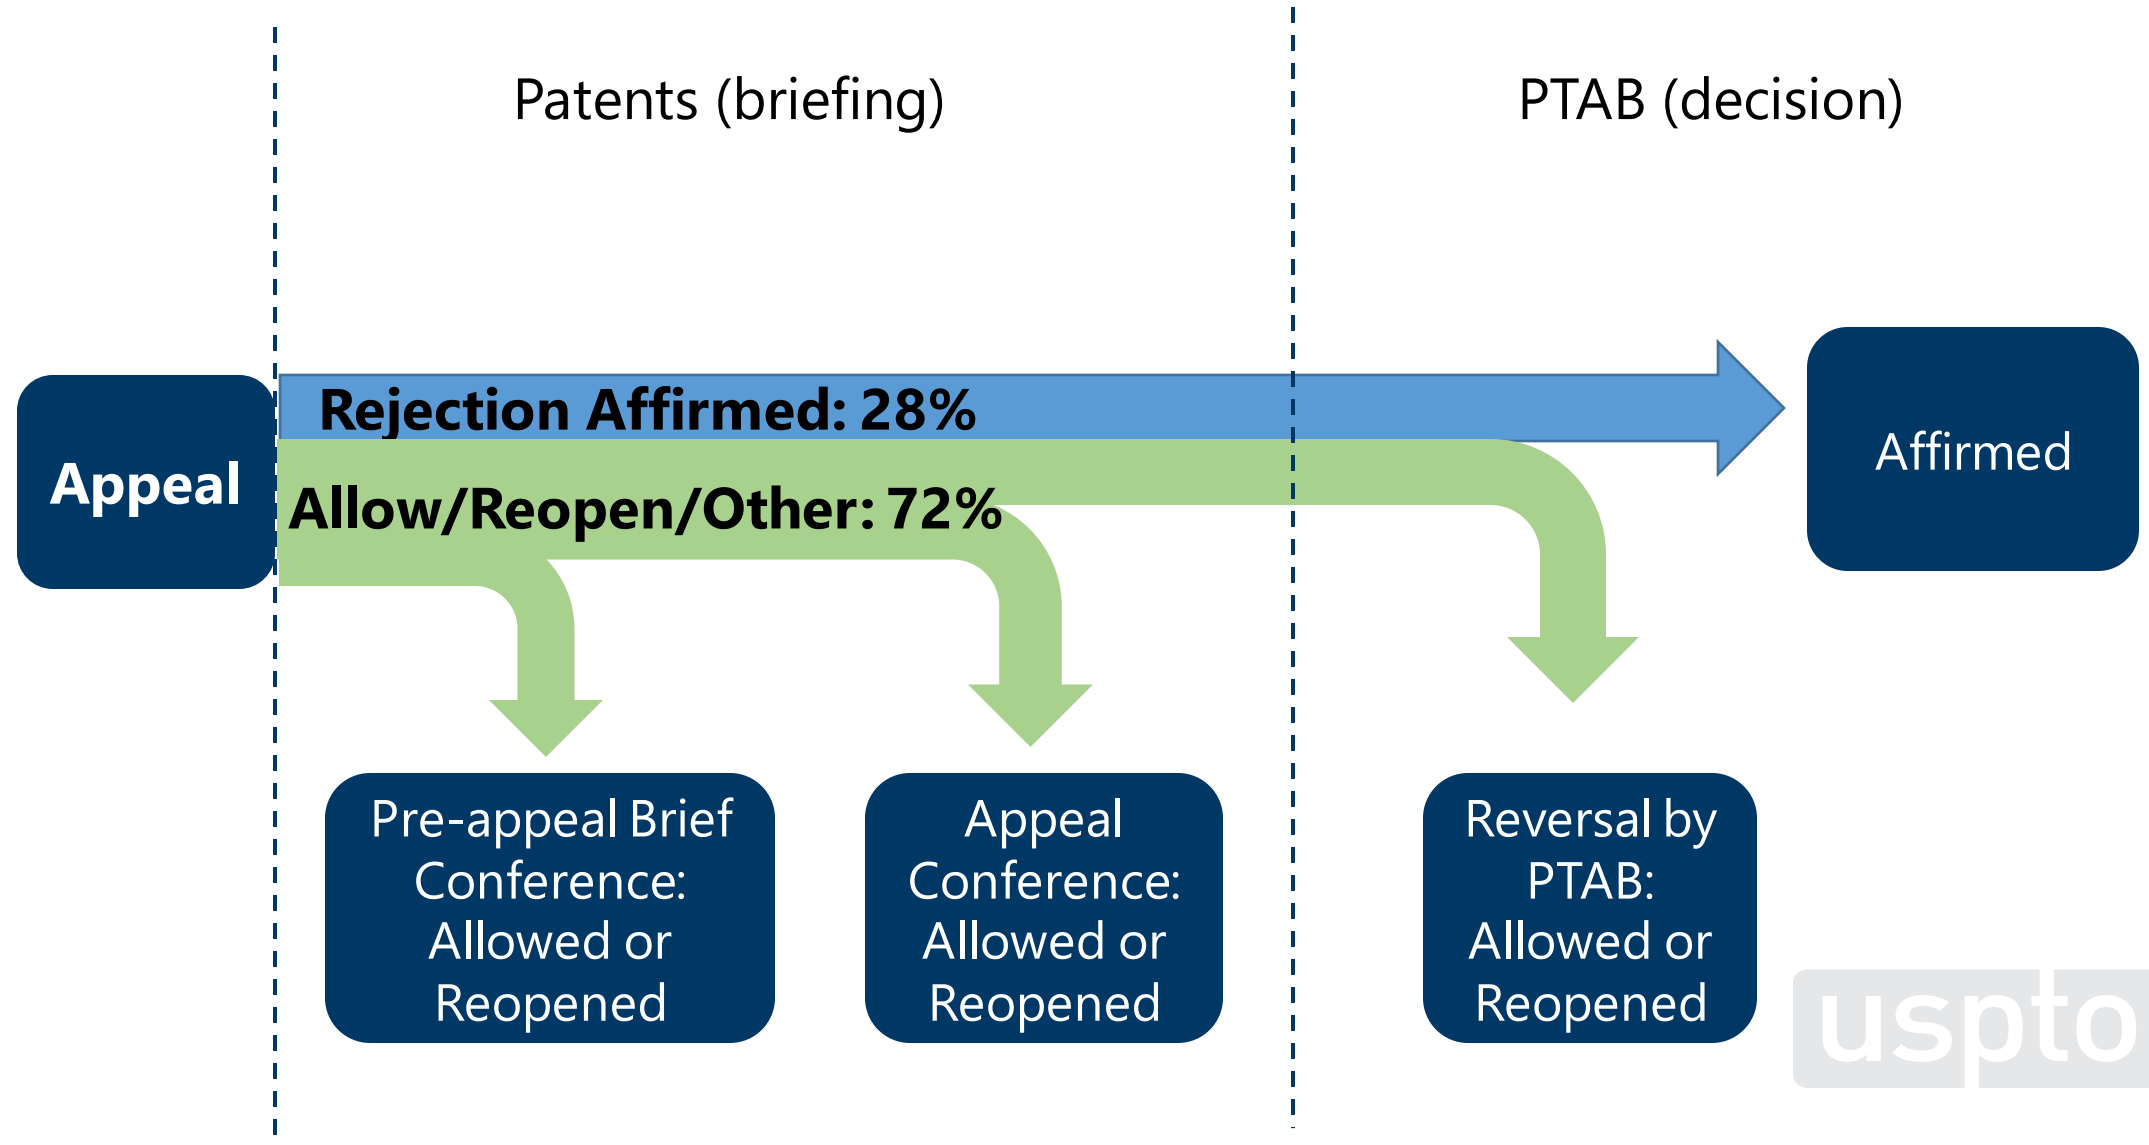 Patents (briefing)
PTAB (decision)
Rejection Affirmed: 28%
Affirmed
Appeal
Allow/Reopen/Other: 72%
Pre-appeal Brief
Conference:
Allowed or
Reopened
Appeal
Conference:
Allowed or
Reopened
Reversal by
PTAB:
Allowed or
Reopened
uspto